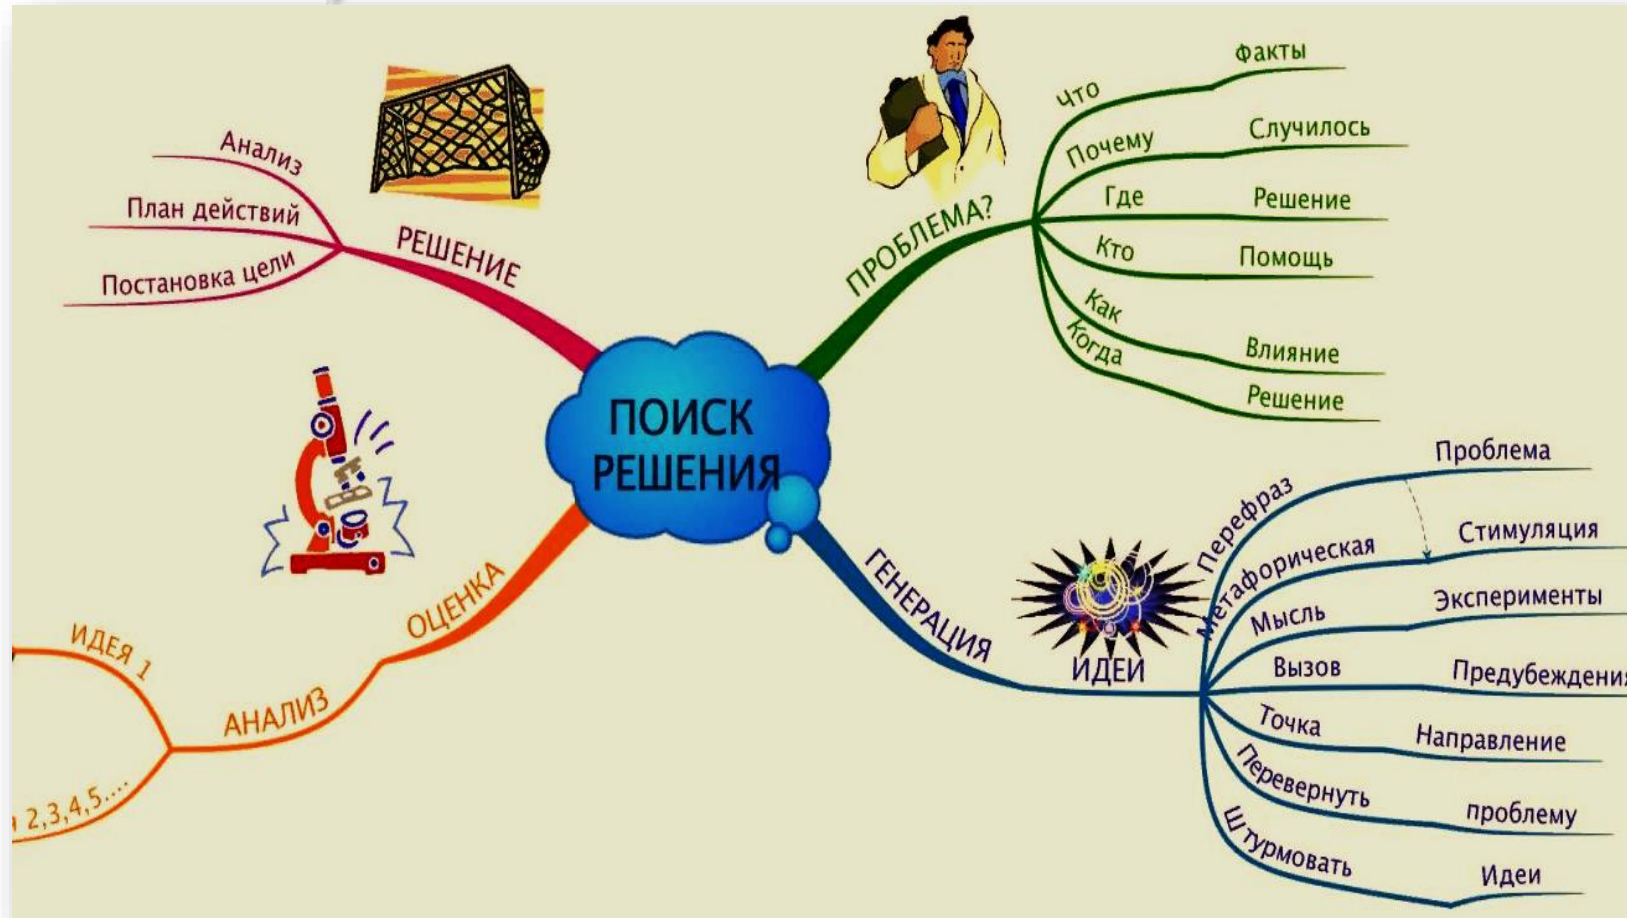 ПОИСК
РЕШЕНИЯ
ПРОБЛЕМА?
Что Факты
Почему Случилось
Где Решение
Кто Помощь
Как Влияние
Когда Решение
ГЕНЕРАЦИЯ ИДЕИ
Перефраз Проблема
Метафорическая Стимуляция
Мысль Эксперименты
Вызов Предубеждения
Точка Направление
Перевернуть проблему
Штурмовать Идеи
ОЦЕНКА
АНАЛИЗ
ИДЕЯ 1
2,3,4,5....
РЕШЕНИЕ
Анализ
План действий
Постановка цели